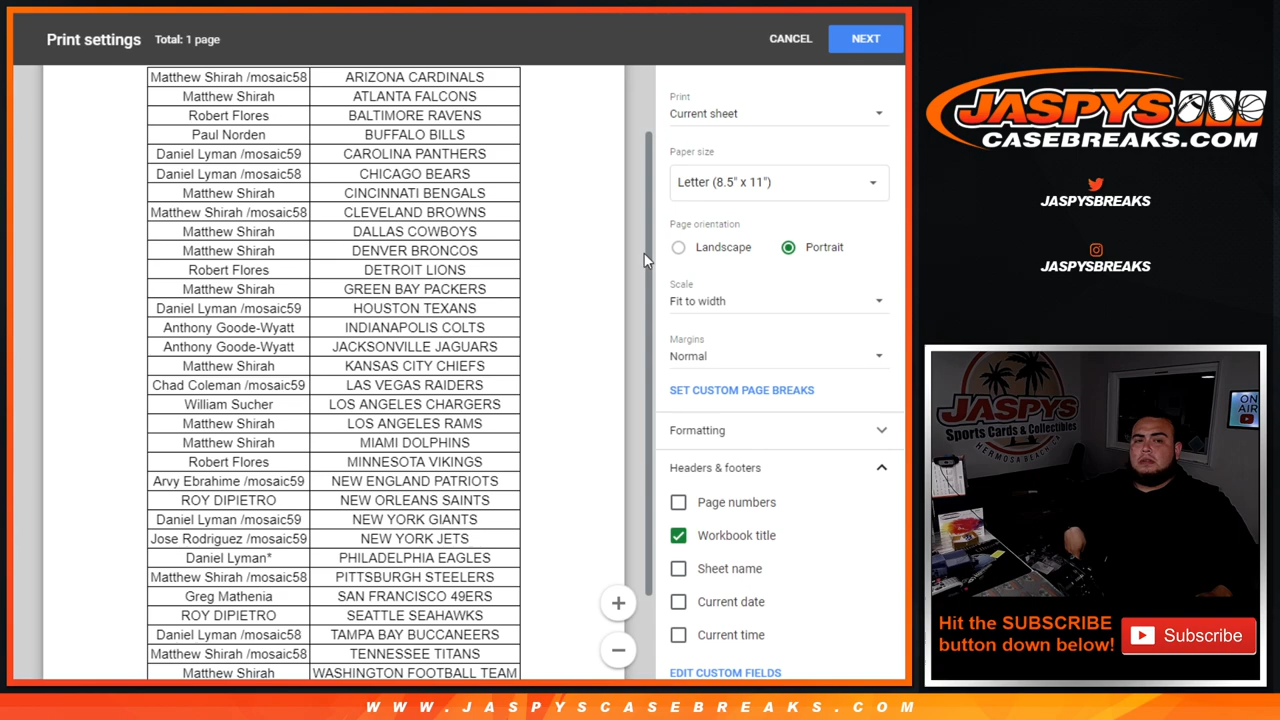 Print settings Total: 1 page CANCEL NEXT
Matthew Shirah /mosaic58 ARIZONA CARDINALS
Matthew Shirah ATLANTA FALCONS
Robert Flores BALTIMORE RAVENS
Paul Norden BUFFALO BILLS
Daniel Lyman /mosaic59 CAROLINA PANTHERS
Daniel Lyman /mosaic58 CHICAGO BEARS
Matthew Shirah CINCINNATI BENGALS
Matthew Shirah /mosaic58 CLEVELAND BROWNS
Matthew Shirah DALLAS COWBOYS
Matthew Shirah DENVER BRONCOS
Robert Flores DETROIT LIONS
Matthew Shirah GREEN BAY PACKERS
Daniel Lyman /mosaic59 HOUSTON TEXANS
Anthony Goode-Wyatt INDIANAPOLIS COLTS
Anthony Goode-Wyatt JACKSONVILLE JAGUARS
Matthew Shirah KANSAS CITY CHIEFS
Chad Coleman /mosaic59 LAS VEGAS RAIDERS
William Sucher LOS ANGELES CHARGERS
Matthew Shirah LOS ANGELES RAMS
Matthew Shirah MIAMI DOLPHINS
Robert Flores MINNESOTA VIKINGS
Arvy Ebrahime /mosaic59 NEW ENGLAND PATRIOTS
ROY DIPIETRO NEW ORLEANS SAINTS
Daniel Lyman /mosaic59 NEW YORK GIANTS
Jose Rodriguez /mosaic59 NEW YORK JETS
Daniel Lyman* PHILADELPHIA EAGLES
Matthew Shirah /mosaic58 PITTSBURGH STEELERS
Greg Mathenia SAN FRANCISCO 49ERS
ROY DIPIETRO SEATTLE SEAHAWKS
Daniel Lyman /mosaic58 TAMPA BAY BUCCANEERS
Matthew Shirah /mosaic58 TENNESSEE TITANS
Matthew Shirah WASHINGTON FOOTBALL TEAM
Print
Current sheet
Paper size
Letter (8.5" x 11")
Page orientation
Landscape Portrait
Scale
Fit to width
Margins
Normal
SET CUSTOM PAGE BREAKS
Formatting
Headers & footers
Page numbers
Workbook title
Sheet name
Current date
Current time
EDIT CUSTOM FIELDS
JASPYS
CASEBREAKS.COM
JASPYSBREAKS
JASPYSBREAKS
JASPYS
Sports Cards & Collectibles
HERMOSA BEACH
ON
AIR
Hit the SUBSCRIBE
button down below!
Subscribe
WWW.JASPYSCASEBREAKS.COM